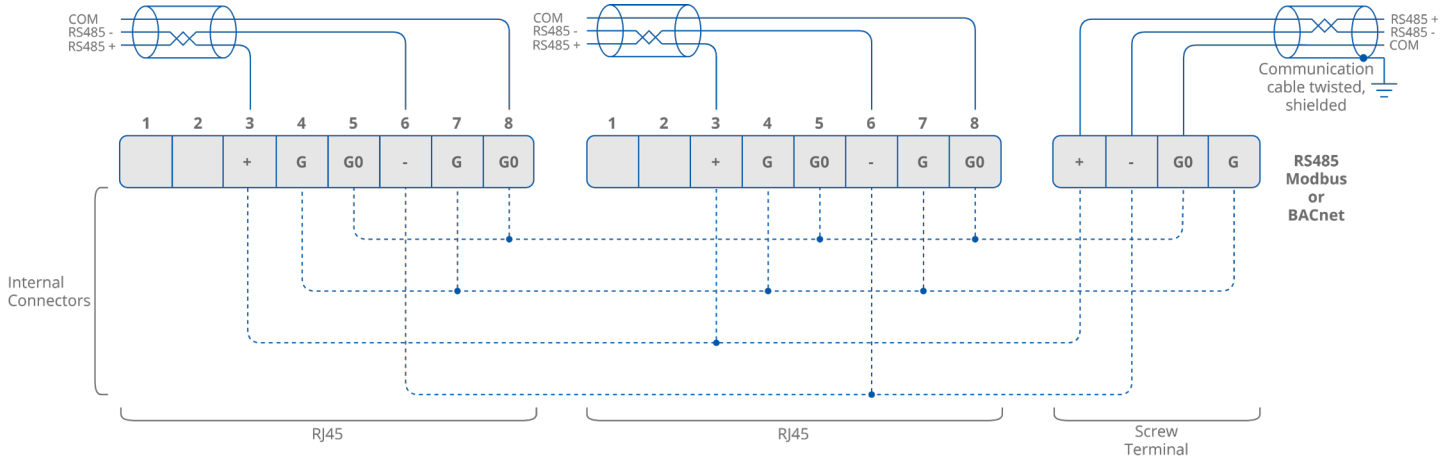 COM
RS485 -
RS485 +
COM
RS485 -
RS485 +
RS485 +
RS485 -
COM
Communication
cable twisted,
shielded
1 2 3 4 5 6 7 8
1 2 3 4 5 6 7 8
+ G G0 - G G0
+ G G0 - G G0
+ - G0 G
RS485
Modbus
or
BACnet
Internal
Connectors
RJ45
RJ45
Screw
Terminal